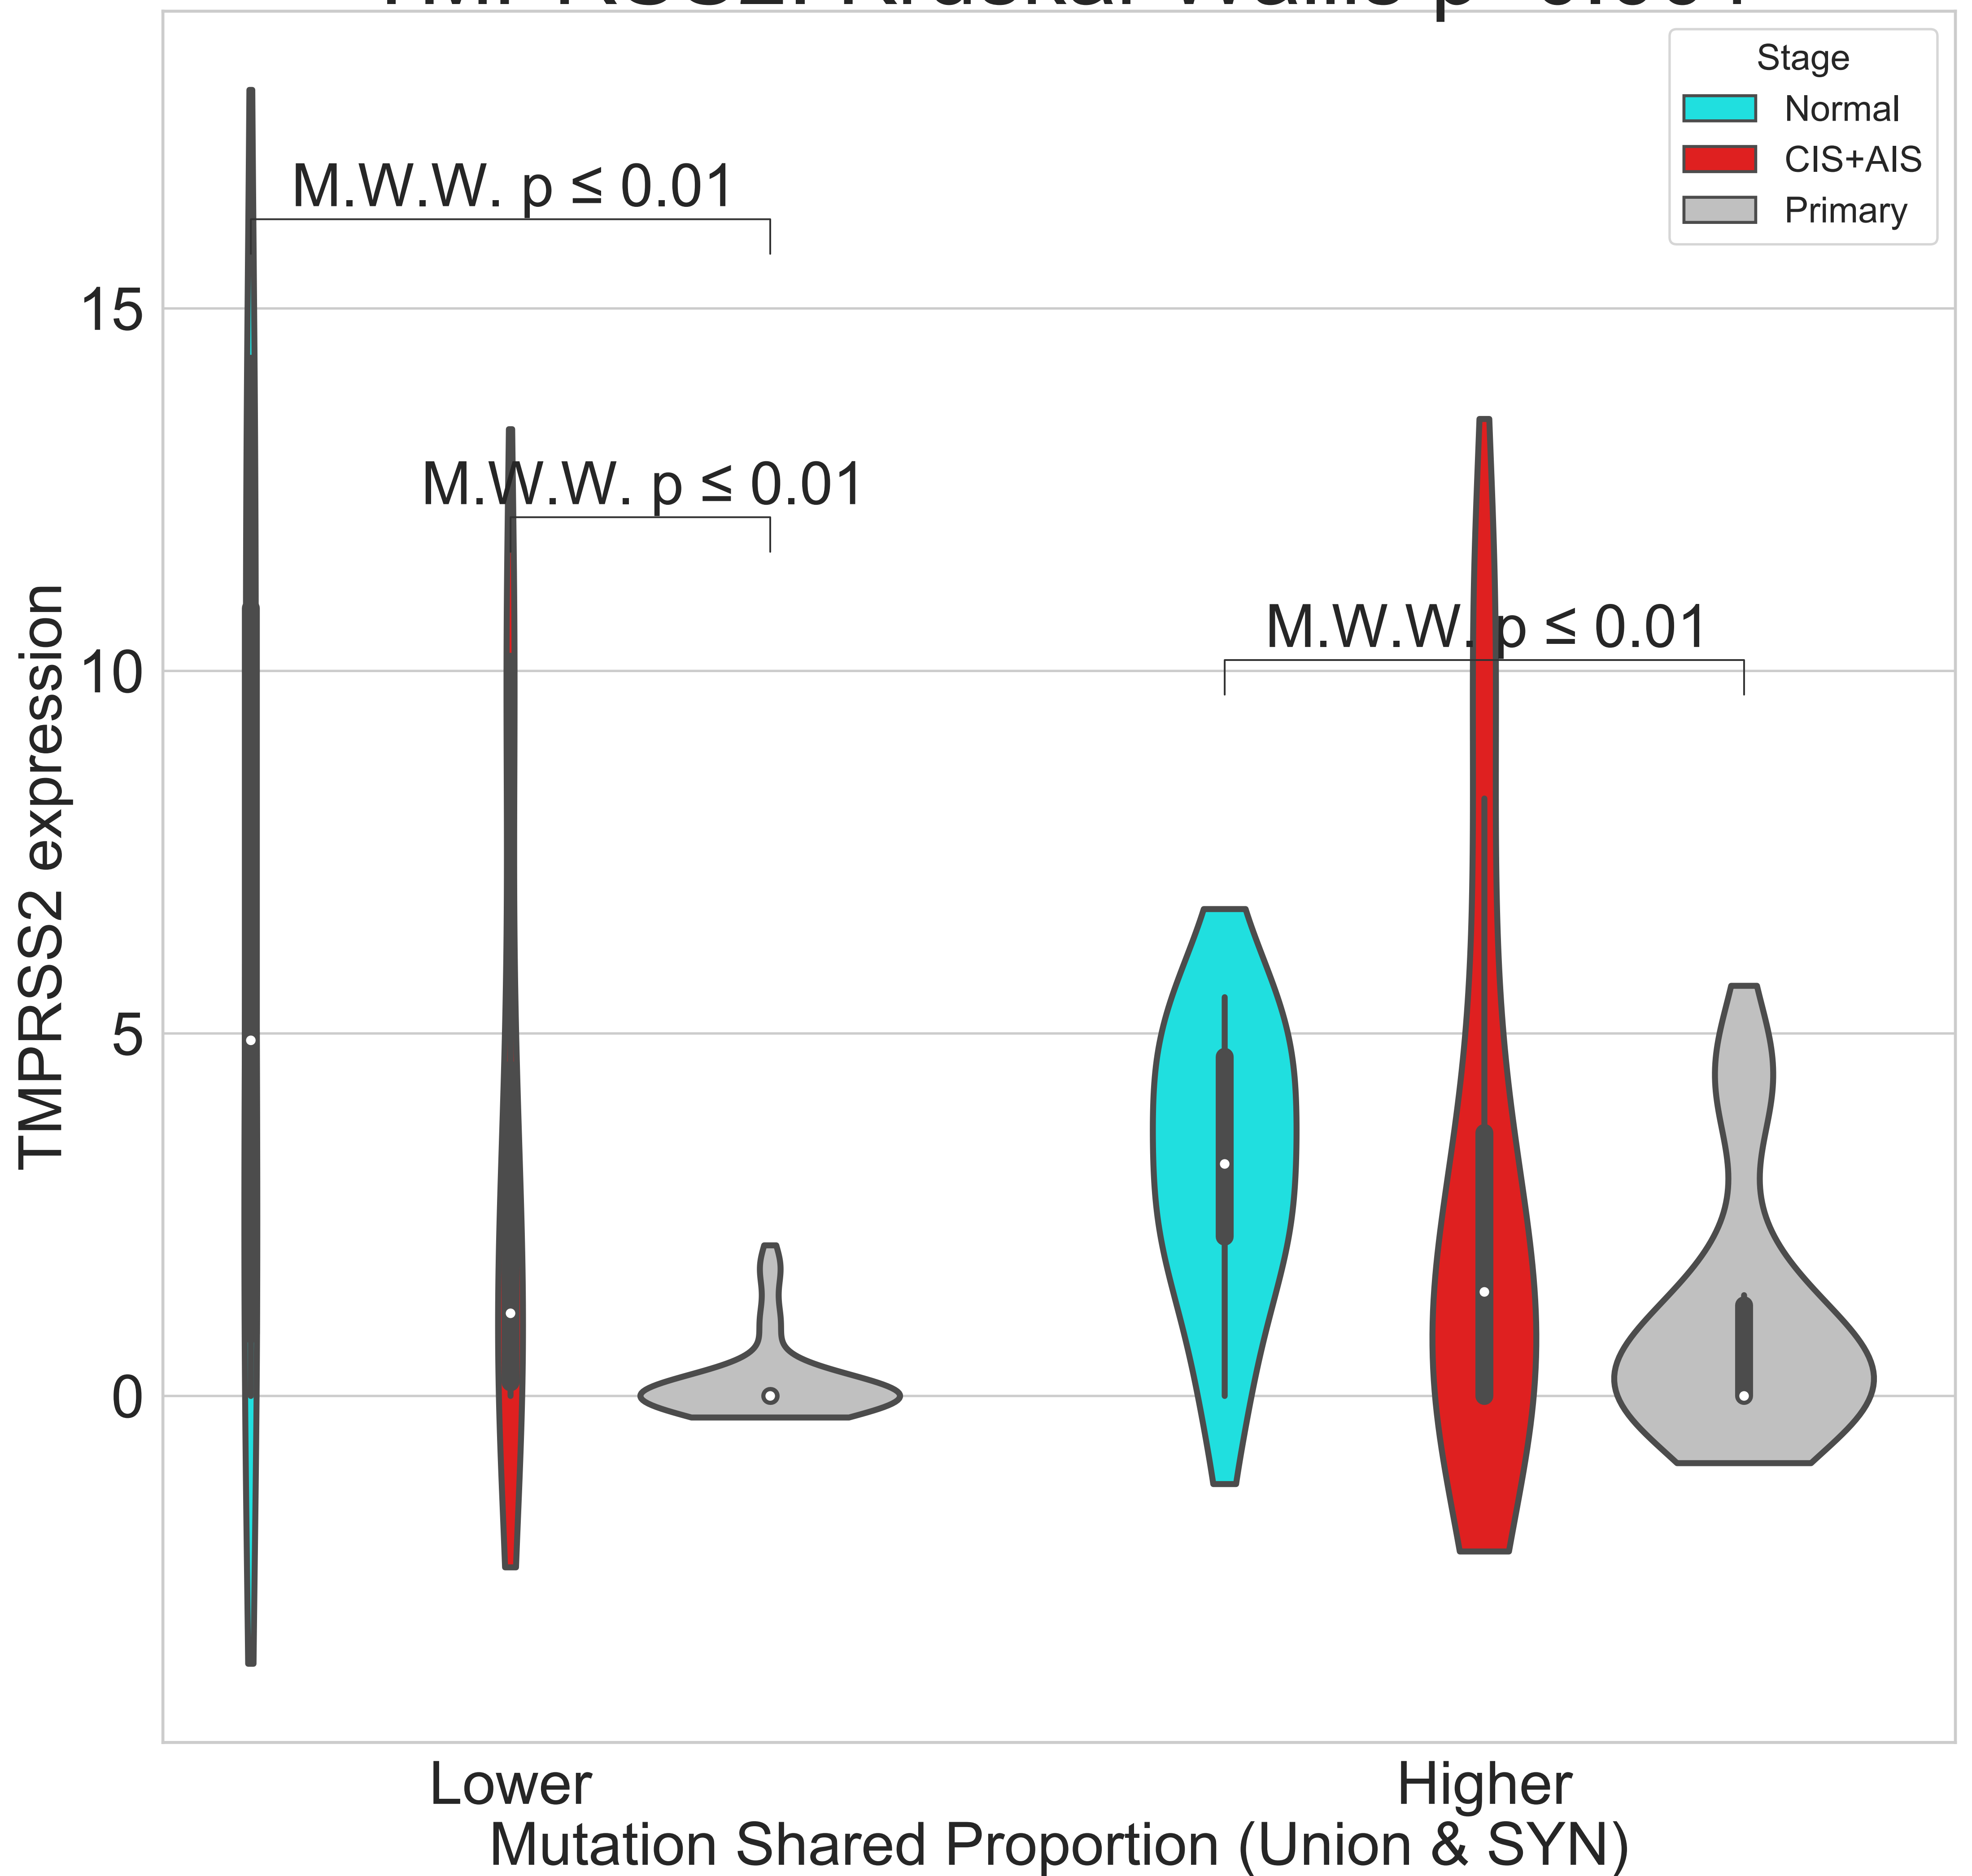 Stage
Normal
CIS+AIS
Primary
M.W.W. p ≤ 0.01
M.W.W. p ≤ 0.01
M.W.W. p ≤ 0.01
15
10
5
0
TMPRSS2 expression
Lower
Higher
Mutation Shared Proportion (Union & SYN)